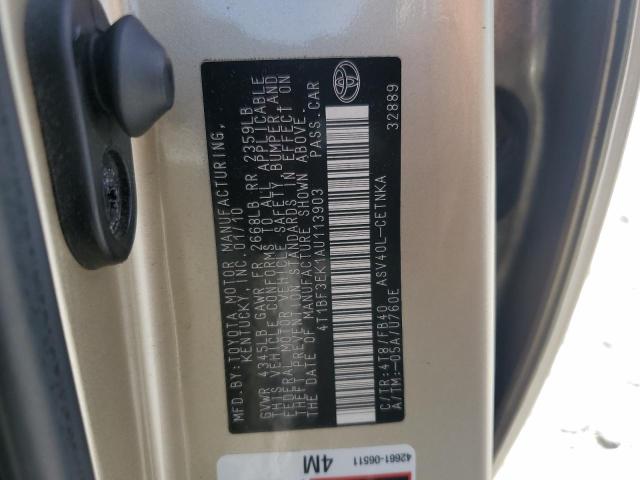 MFD.BY:TOYOTA MOTOR MANUFACTURING,
KENTUCKY, INC.01/10
GVWR 4345LB GAWR FR 2668LB RR 2359LB
THIS VEHICLE CONFORMS TO ALL APPLICABLE
FEDERAL MOTOR VEHICLE SAFETY, BUMPER AND
THEFT PREVENTION STANDARDS IN EFFECT ON
THE DATE OF MANUFACTURE SHOWN ABOVE.
4T1BF3EK1AU113903 PASS.CAR
C/TR:4T8/FB40 ASV40L-CETNKA
A/TM:-05A/U760E
32889
42661-06511
4M